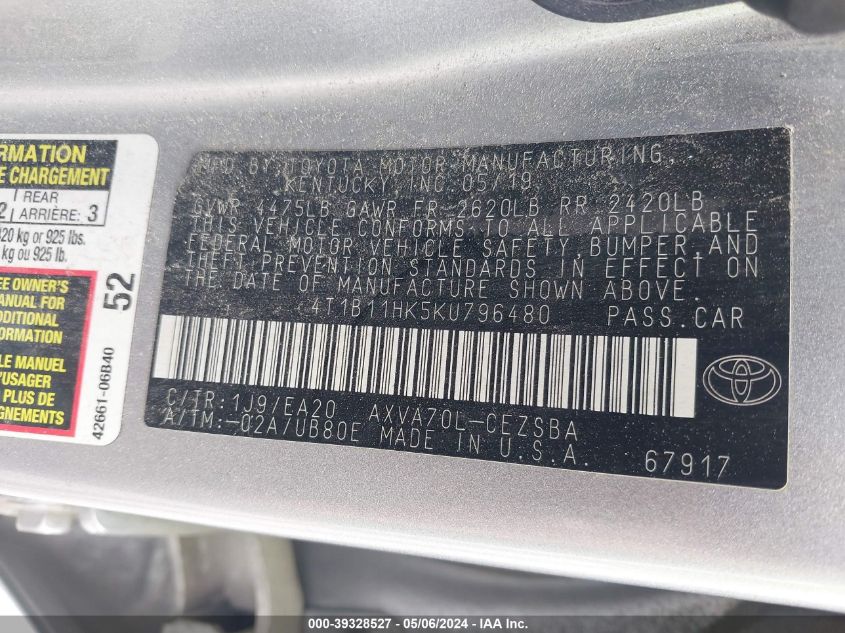 RMATION
E CHARGEMENT
REAR
2 ARRIÈRE: 3
420 kg or 925 lbs.
kg ou 925 lb.
EE OWNER'S
MANUAL FOR
ADDITIONAL
FORMATION
LE MANUEL
'USAGER
PLUS DE
IGNEMENTS
52
42661-06B40
MFD BY: TOYOTA MOTOR MANUFACTURING,
KENTUCKY, INC. 05/19
GVWR 4475LB GAWR FR 2620LB RR 2420LB
THIS VEHICLE CONFORMS TO ALL APPLICABLE
FEDERAL MOTOR VEHICLE SAFETY, BUMPER, AND
THEFT PREVENTION STANDARDS IN EFFECT ON
THE DATE OF MANUFACTURE SHOWN ABOVE.
4T1B11HK5KU796480 PASS.CAR
C/TR: 1J9/EA20 AXVA70L-CEZSBA
A/TM: -02A/UB80E MADE IN U.S.A.
67917
000-39328527 - 05/06/2024 - IAA Inc.